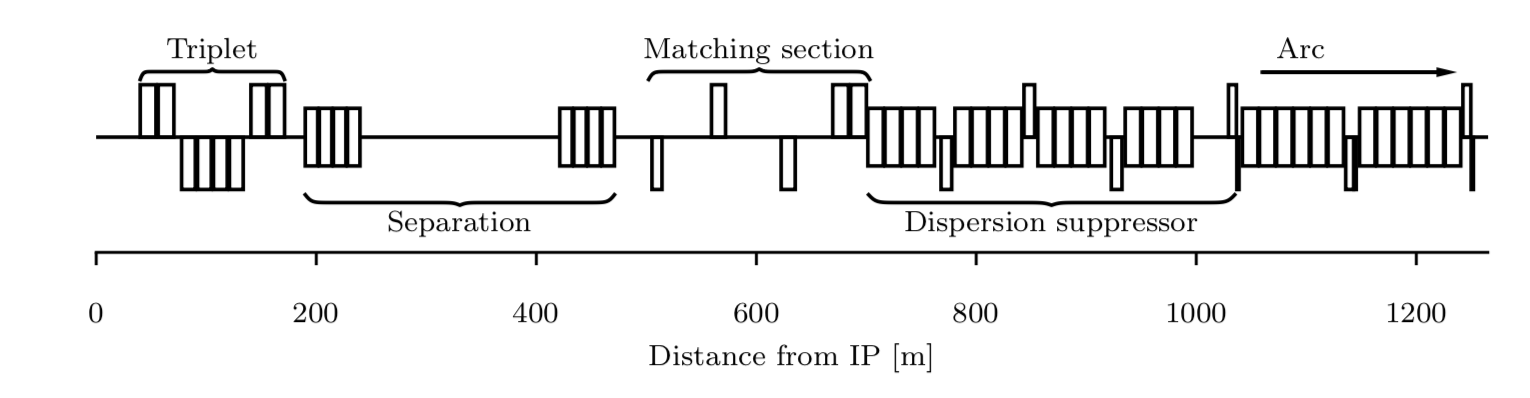 Triplet
Matching section
Arc
Separation
Dispersion suppressor
0 200 400 600 800 1000 1200
Distance from IP [m]